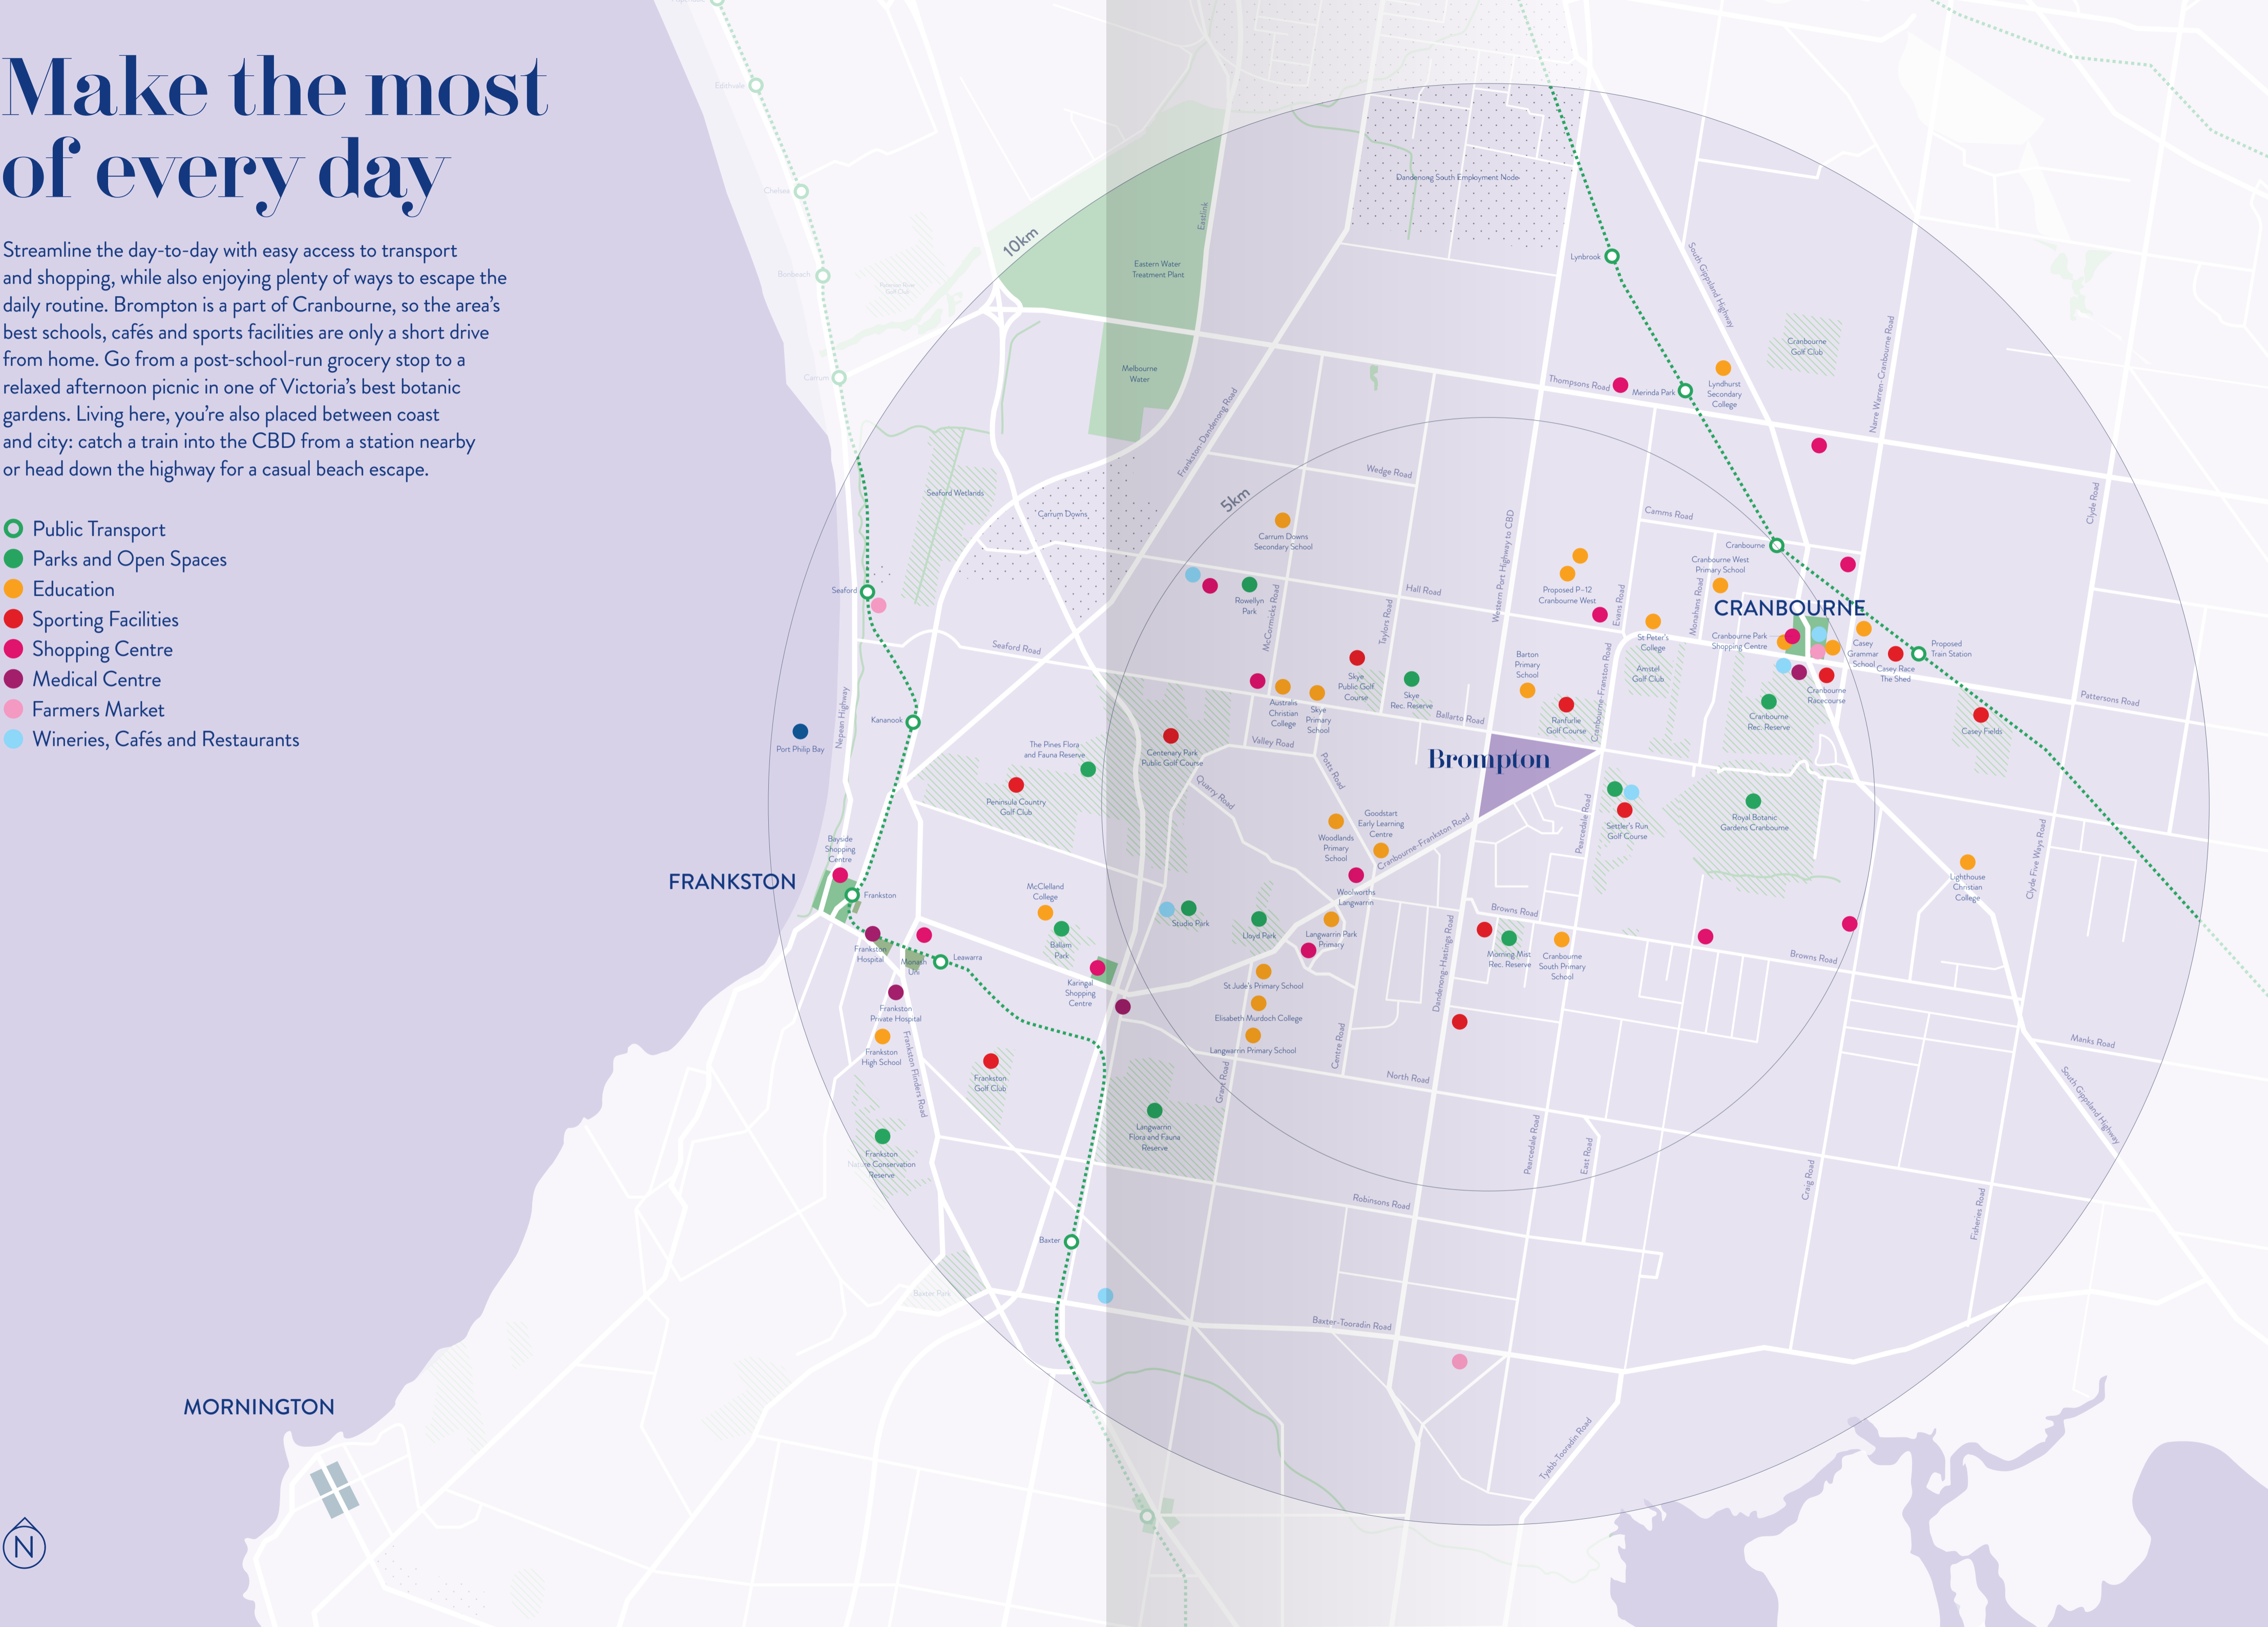 Make the most
of every day
Streamline the day-to-day with easy access to transport
and shopping, while also enjoying plenty of ways to escape the
daily routine. Brompton is a part of Cranbourne, so the area's
best schools, cafés and sports facilities are only a short drive
from home. Go from a post-school-run grocery stop to a
relaxed afternoon picnic in one of Victoria's best botanic
gardens. Living here, you're also placed between coast
and city: catch a train into the CBD from a station nearby
or head down the highway for a casual beach escape.
Public Transport
Parks and Open Spaces
Education
Sporting Facilities
Shopping Centre
Medical Centre
Farmers Market
Wineries, Cafés and Restaurants
FRANKSTON
MORNINGTON
N
Edithvale
Chelsea
Bonbeach
Carrum
10km
Eastlink
Eastern Water
Treatment Plant
Melbourne
Water
Dandenong South Employment Node
Lynbrook
South Gippsland Highway
Cranbourne
Golf Club
Narre Warren-Cranbourne Road
Thompsons Road
Merinda Park
Lyndhurst
Secondary
College
Frankston-Dandenong Road
Wedge Road
5km
Seaford Wetlands
Carrum Downs
Carrum Downs
Secondary School
Western Port Highway to CBD
Camms Road
Clyde Road
Cranbourne
Cranbourne West
Primary School
Proposed P-12
Cranbourne West
Hall Road
Rowellyn
Park
McCormicks Road
Taylors Road
Evans Road
Monahans Road
CRANBOURNE
Seaford
Seaford Road
St Peter's
College
Cranbourne Park
Shopping Centre
Casey
Grammar
School
Casey Race
The Shed
Proposed
Train Station
Barton
Primary
School
Amstel
Golf Club
Cranbourne
Racecourse
Pattersons Road
Skye
Public Golf
Course
Skye
Rec. Reserve
Australis
Christian
College
Skye
Primary
School
Ballarto Road
Ranfurlie
Golf Course
Cranbourne-Franston Road
Cranbourne
Rec. Reserve
Casey Fields
Kananook
Nepean Highway
Port Philip Bay
The Pines Flora
and Fauna Reserve
Centenary Park
Public Golf Course
Valley Road
Potts Road
Brompton
Peninsula Country
Golf Club
Quarry Road
Goodstart
Early Learning
Centre
Woodlands
Primary
School
Cranbourne-Frankston Road
Pearcedale Road
Settler's Run
Golf Course
Royal Botanic
Gardens Cranbourne
Bayside
Shopping
Centre
Frankston
Lighthouse
Christian
College
Clyde Five Ways Road
McClelland
College
Woolworths
Langwarrin
Studio Park
Lloyd Park
Langwarrin Park
Primary
Browns Road
Dandenong-Hastings Road
Morning Mist
Rec. Reserve
Cranbourne
South Primary
School
Browns Road
Frankston
Hospital
Monash
Uni
Leawarra
Ballam
Park
Karingal
Shopping
Centre
St Jude's Primary School
Elisabeth Murdoch College
Langwarrin Primary School
Frankston
Private Hospital
Frankston
High School
Frankston Flinders Road
Frankston
Golf Club
Centre Road
Grant Road
North Road
Manks Road
South Gippsland Highway
Langwarrin
Flora and Fauna
Reserve
Pearcedale Road
East Road
Frankston
Nature Conservation
Reserve
Robinsons Road
Craig Road
Fisheries Road
Baxter
Baxter Park
Baxter-Tooradin Road
Tyabb-Tooradin Road